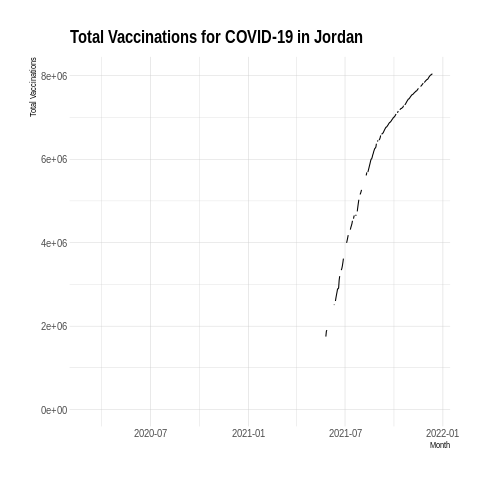 Total Vaccinations for COVID-19 in Jordan
Total Vaccinations
8e+06
6e+06
4e+06
2e+06
0e+00
2020-07 2021-01 2021-07 2022-01
Month